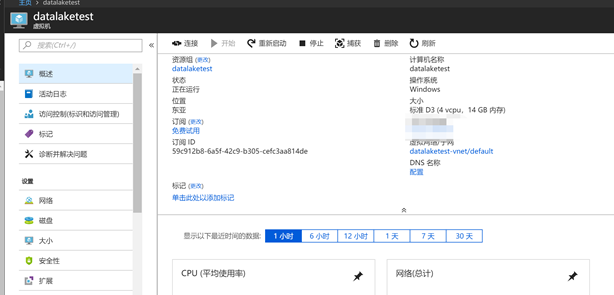 主页 > datalaketest
datalaketest
虚拟机
搜索(Ctrl+/)
«
连接 开始 重新启动 停止 捕获 删除 刷新
概述
活动日志
访问控制(标识和访问管理)
标记
诊断并解决问题
设置
网络
磁盘
大小
安全性
扩展
资源组 (更改)
datalaketest
状态
正在运行
位置
东亚
订阅 (更改)
免费试用
订阅 ID
59c912b8-6a5f-42c9-b305-cefc3aa814de
标记 (更改)
单击此处以添加标记
计算机名称
datalaketest
操作系统
Windows
大小
标准 D3 (4 vcpu，14 GB 内存)
虚拟网络/子网
datalaketest-vnet/default
DNS 名称
配置
显示以下最近时间的数据: 1 小时 6 小时 12 小时 1 天 7 天 30 天
CPU (平均使用率)
网络(总计)